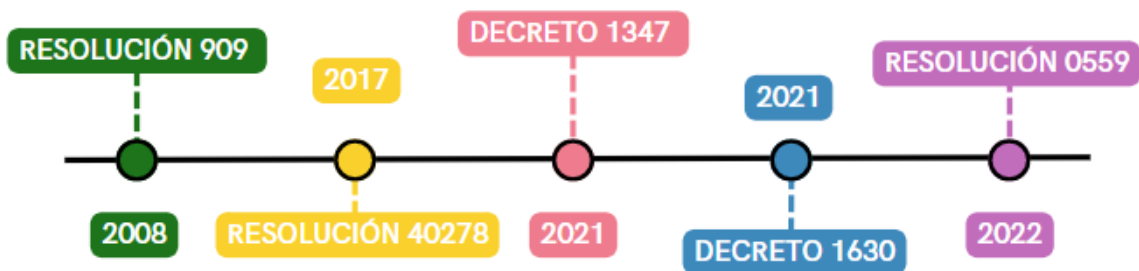 RESOLUCIÓN 909
2008
2017
RESOLUCIÓN 40278
DECRETO 1347
2021
2021
DECRETO 1630
RESOLUCIÓN 0559
2022